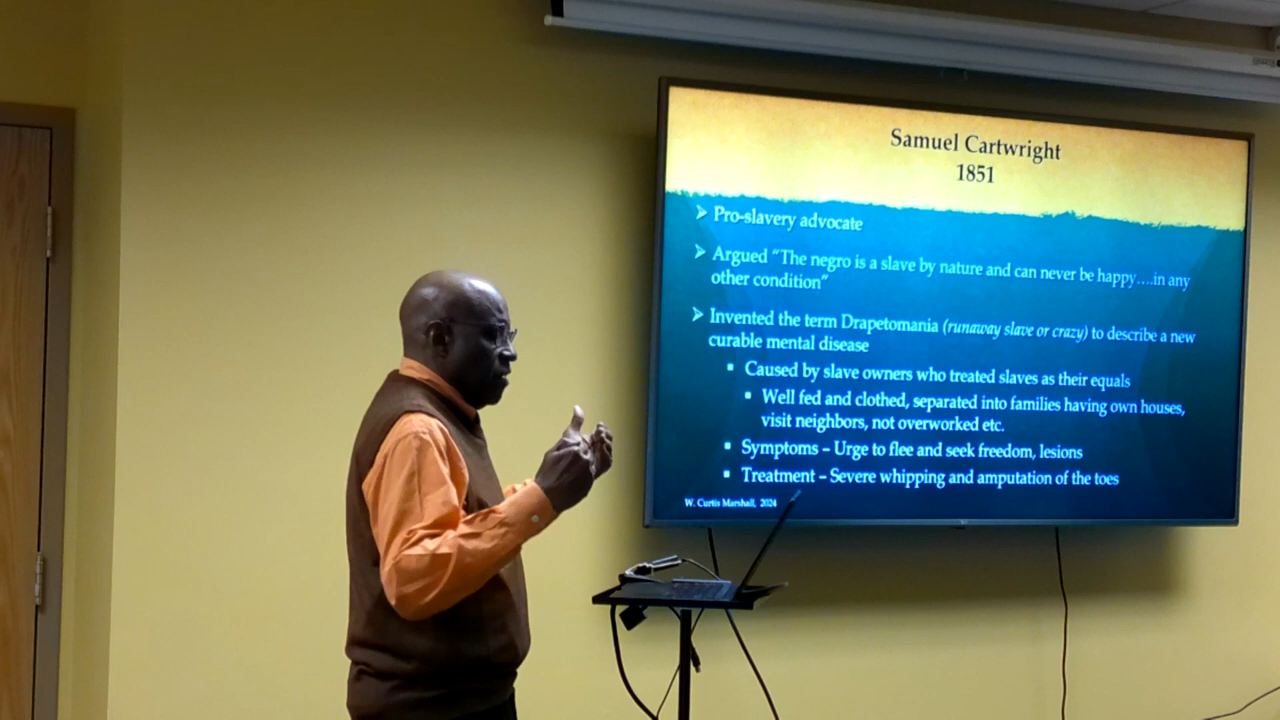 Samuel Cartwright
1851
➢ Pro-slavery advocate
➢ Argued “The negro is a slave by nature and can never be happy….in any
other condition”
➢ Invented the term Drapetomania (runaway slave or crazy) to describe a new
curable mental disease
▪ Caused by slave owners who treated slaves as their equals
▪ Well fed and clothed, separated into families having own houses,
visit neighbors, not overworked etc.
▪ Symptoms – Urge to flee and seek freedom, lesions
▪ Treatment – Severe whipping and amputation of the toes
W. Curtis Marshall, 2024